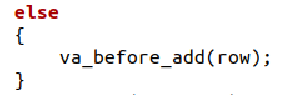 else
{
    va_before_add(row);
}